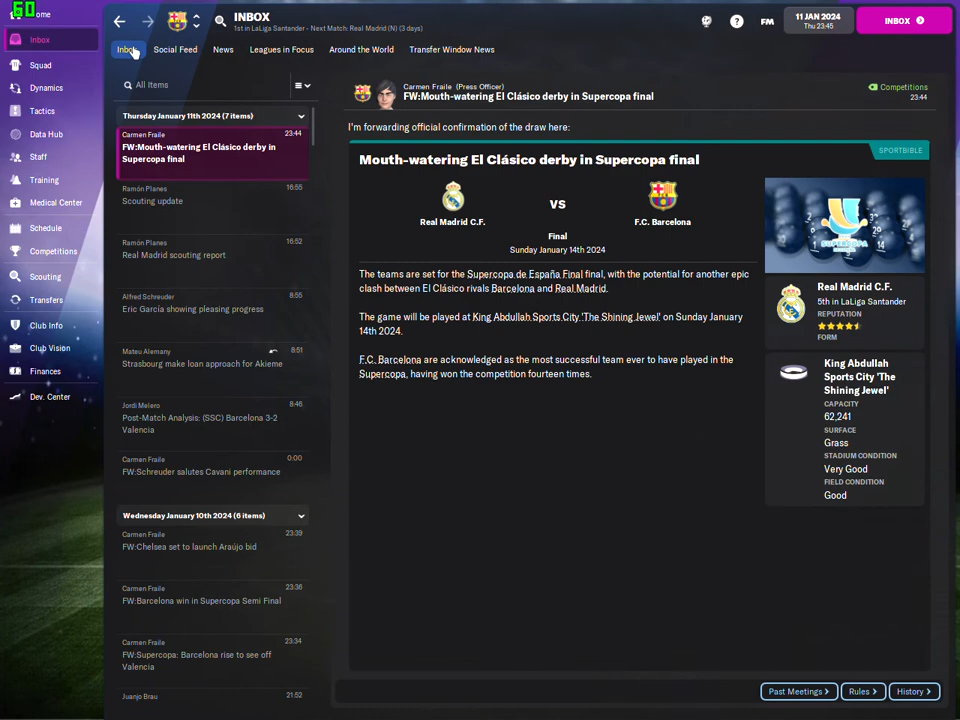 60
Home
INBOX
1st in LaLiga Santander - Next Match: Real Madrid (N) (3 days)
FM
11 JAN 2024
Thu 23:45
INBOX
Inbox
Squad
Dynamics
Tactics
Data Hub
Staff
Training
Medical Center
Schedule
Competitions
Scouting
Transfers
Club Info
Club Vision
Finances
Dev. Center
Inbox
Social Feed
News
Leagues in Focus
Around the World
Transfer Window News
All Items
Thursday January 11th 2024 (7 items)
Carmen Fraile
23:44
FW:Mouth-watering El Clásico derby in
Supercopa final
Ramón Planes
16:55
Scouting update
Ramón Planes
16:52
Real Madrid scouting report
Alfred Schreuder
8:55
Eric García showing pleasing progress
Mateu Alemany
8:51
Strasbourg make loan approach for Akieme
Jordi Melero
8:46
Post-Match Analysis: (SSC) Barcelona 3-2
Valencia
Carmen Fraile
0:00
FW:Schreuder salutes Cavani performance
Wednesday January 10th 2024 (6 items)
Carmen Fraile
23:39
FW:Chelsea set to launch Araújo bid
Carmen Fraile
23:36
FW:Barcelona win in Supercopa Semi Final
Carmen Fraile
23:34
FW:Supercopa: Barcelona rise to see off
Valencia
Juanjo Brau
21:52
Carmen Fraile (Press Officer)
FW:Mouth-watering El Clásico derby in Supercopa final
Competitions
23:44
I'm forwarding official confirmation of the draw here:
SPORTBIBLE
Mouth-watering El Clásico derby in Supercopa final
Real Madrid C.F.
VS
F.C. Barcelona
Final
Sunday January 14th 2024
The teams are set for the Supercopa de España Final final, with the potential for another epic
clash between El Clásico rivals Barcelona and Real Madrid.
The game will be played at King Abdullah Sports City 'The Shining Jewel' on Sunday January
14th 2024.
F.C. Barcelona are acknowledged as the most successful team ever to have played in the
Supercopa, having won the competition fourteen times.
Real Madrid C.F.
5th in LaLiga Santander
REPUTATION
FORM
King Abdullah
Sports City 'The
Shining Jewel'
CAPACITY
62,241
SURFACE
Grass
STADIUM CONDITION
Very Good
FIELD CONDITION
Good
Past Meetings
Rules
History